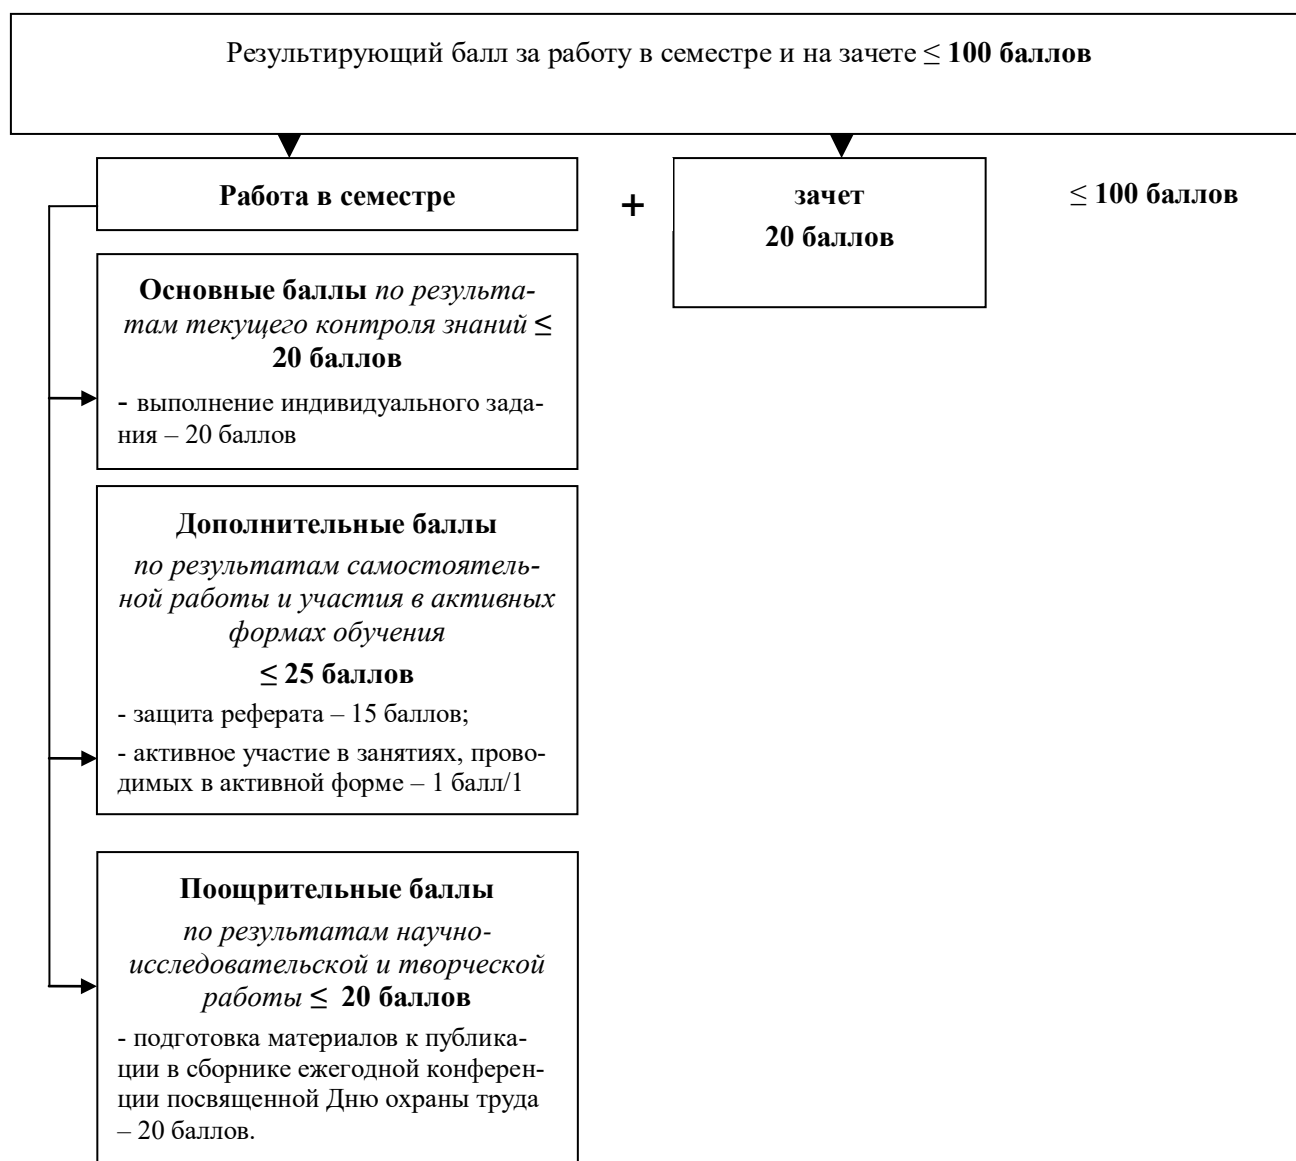 Результирующий балл за работу в семестре и на зачете ≤ 100 баллов
Работа в семестре
+
зачет
20 баллов
≤ 100 баллов
Основные баллы по результа-
там текущего контроля знаний ≤
20 баллов
- выполнение индивидуального зада-
ния – 20 баллов
Дополнительные баллы
по результатам самостоятель-
ной работы и участия в активных
формах обучения
≤ 25 баллов
- защита реферата – 15 баллов;
- активное участие в занятиях, прово-
димых в активной форме – 1 балл/1
Поощрительные баллы
по результатам научно-
исследовательской и творческой
работы ≤ 20 баллов
- подготовка материалов к публика-
ции в сборнике ежегодной конферен-
ции посвященной Дню охраны труда
– 20 баллов.